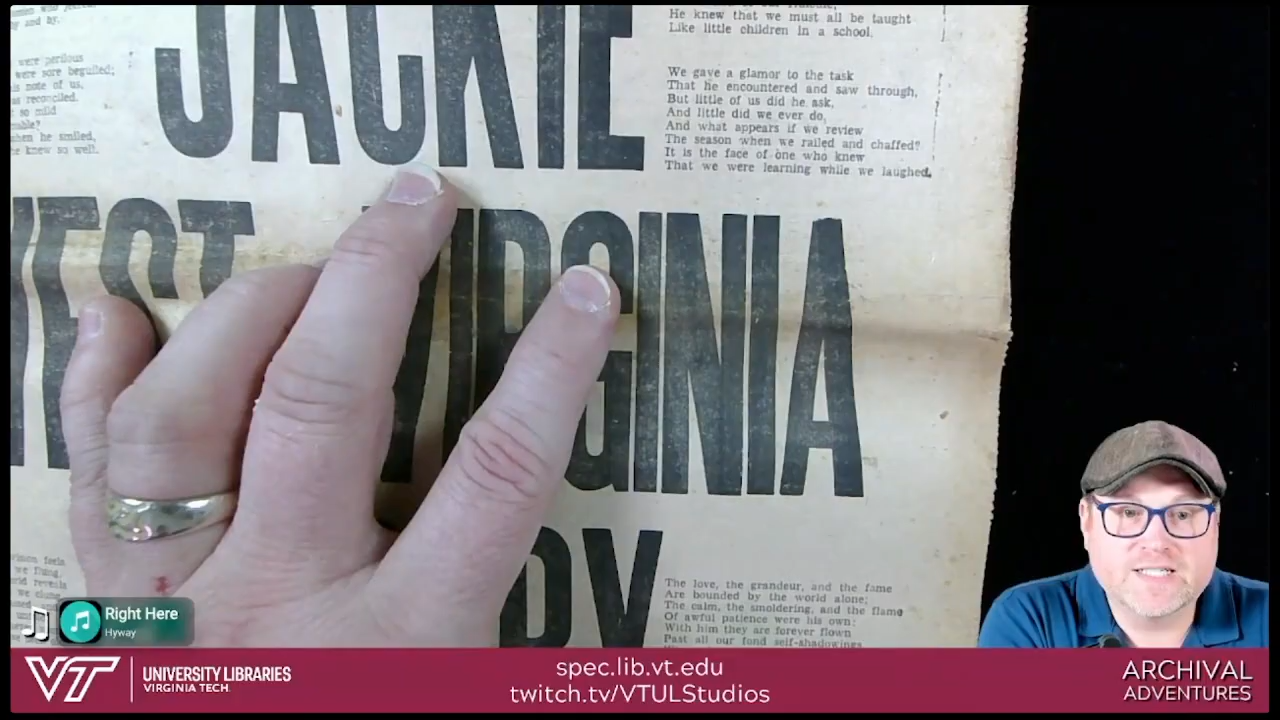 and by.
were perilous
were sore beguiled;
note of us,
reconciled.
so mild
when he smiled,
he knew so well.
JACKIE
He knew that we must all be taught
Like little children in a school.
We gave a glamor to the task
That he encountered and saw through,
But little of us did he ask,
And little did we ever do.
And what appears if we review
The season when we railed and chaffed?
It is the face of one who knew
That we were learning while we laughed.
WEST VIRGINIA
The love, the grandeur, and the fame
Are bounded by the world alone;
The calm, the smoldering, and the flame
Of awful patience were his own:
With him they are forever flown
Past all our fond self-shadowings
Right Here
Hyway
VT
UNIVERSITY LIBRARIES
VIRGINIA TECH.
spec.lib.vt.edu
twitch.tv/VTULStudios
ARCHIVAL
ADVENTURES